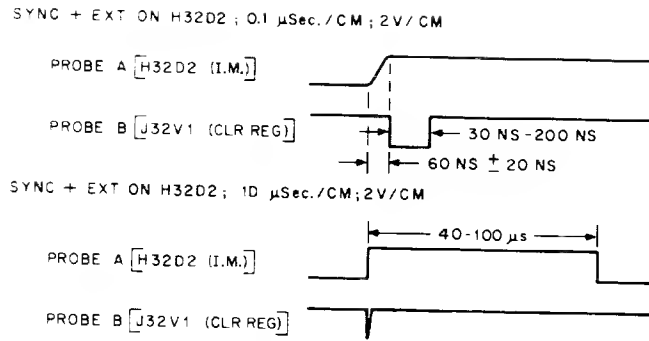 SYNC + EXT ON H32D2 ; 0.1 µSec./CM ; 2V/CM
PROBE A [H32D2 (I.M.)]
PROBE B [J32V1 (CLR REG)]
30 NS-200 NS
60 NS ± 20 NS
SYNC + EXT ON H32D2 ; 10 µSec./CM ; 2V/CM
40-100 µs
PROBE A [H32D2 (I.M.)]
PROBE B [J32V1 (CLR REG)]